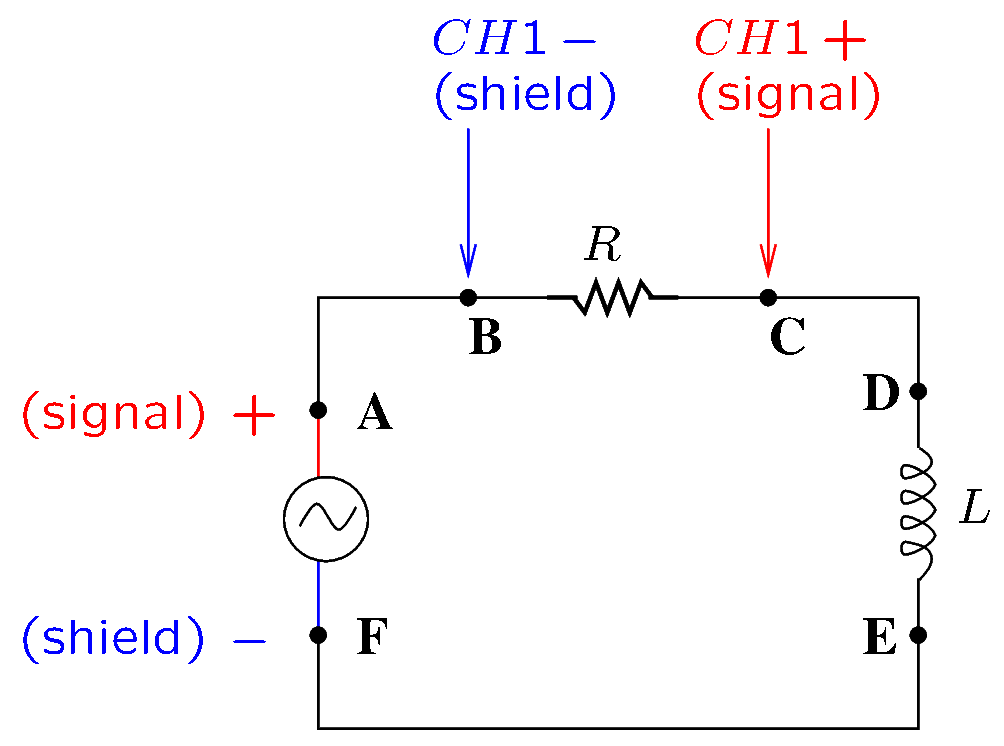 CH1 −
(shield)
CH1 +
(signal)
R
B
C
D
(signal) +
A
L
(shield) −
F
E